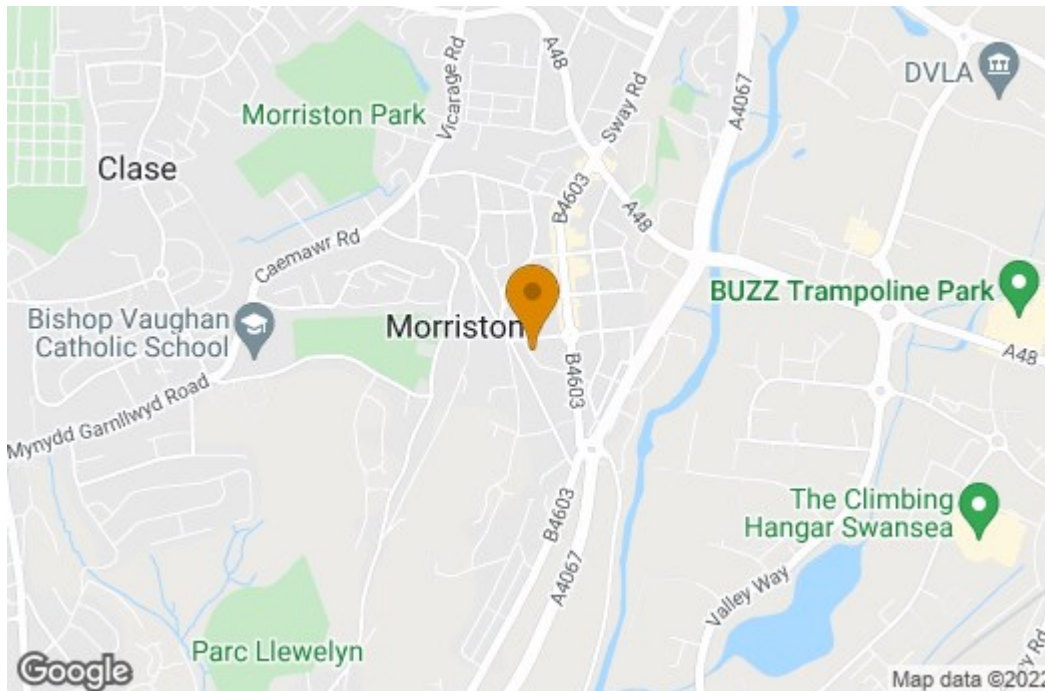 A48
Vicarage Rd
Sway Rd
A4067
DVLA
Morriston Park
Clase
B4603
A48
Caemawr Rd
BUZZ Trampoline Park
Bishop Vaughan
Catholic School
Morriston
A48
B4603
Mynydd Garnllwyd Road
The Climbing
Hangar Swansea
B4603
A4067
Valley Way
Parc Llewelyn
Rd
Google
Map data ©2022